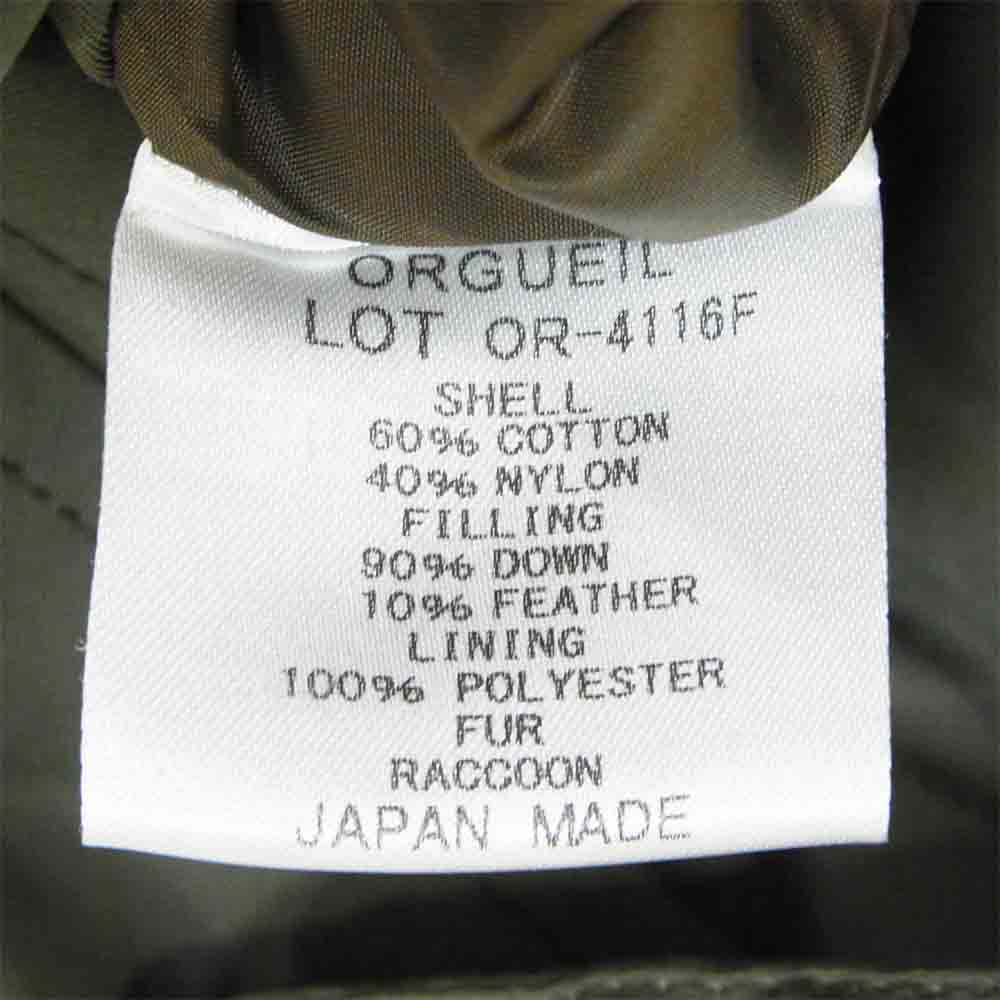 ORGUEIL
LOT OR-4116F
SHELL
60% COTTON
40% NYLON
FILLING
90% DOWN
10% FEATHER
LINING
100% POLYESTER
FUR
RACCOON
JAPAN MADE